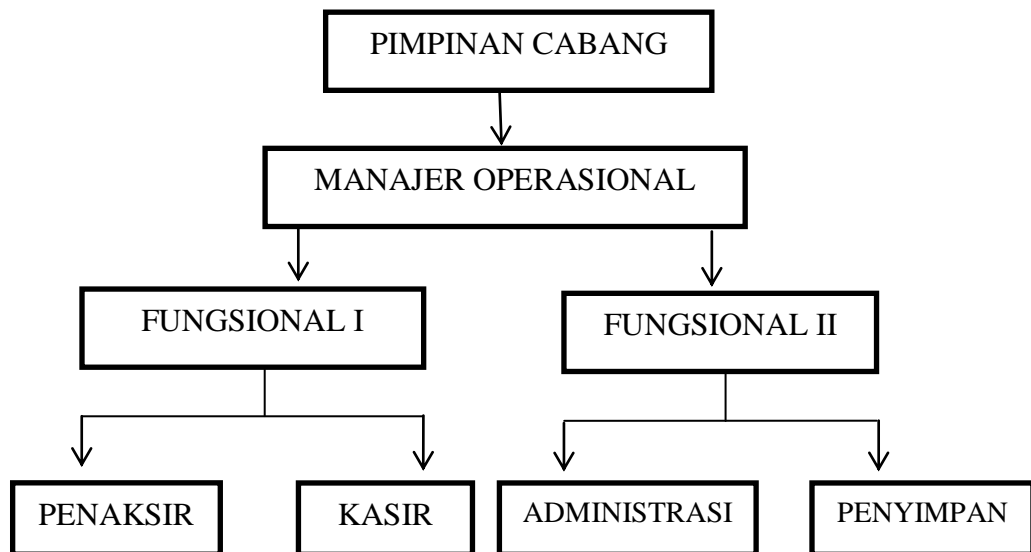 PIMPINAN CABANG
MANAJER OPERASIONAL
FUNGSIONAL I
FUNGSIONAL II
PENAKSIR
KASIR
ADMINISTRASI
PENYIMPAN